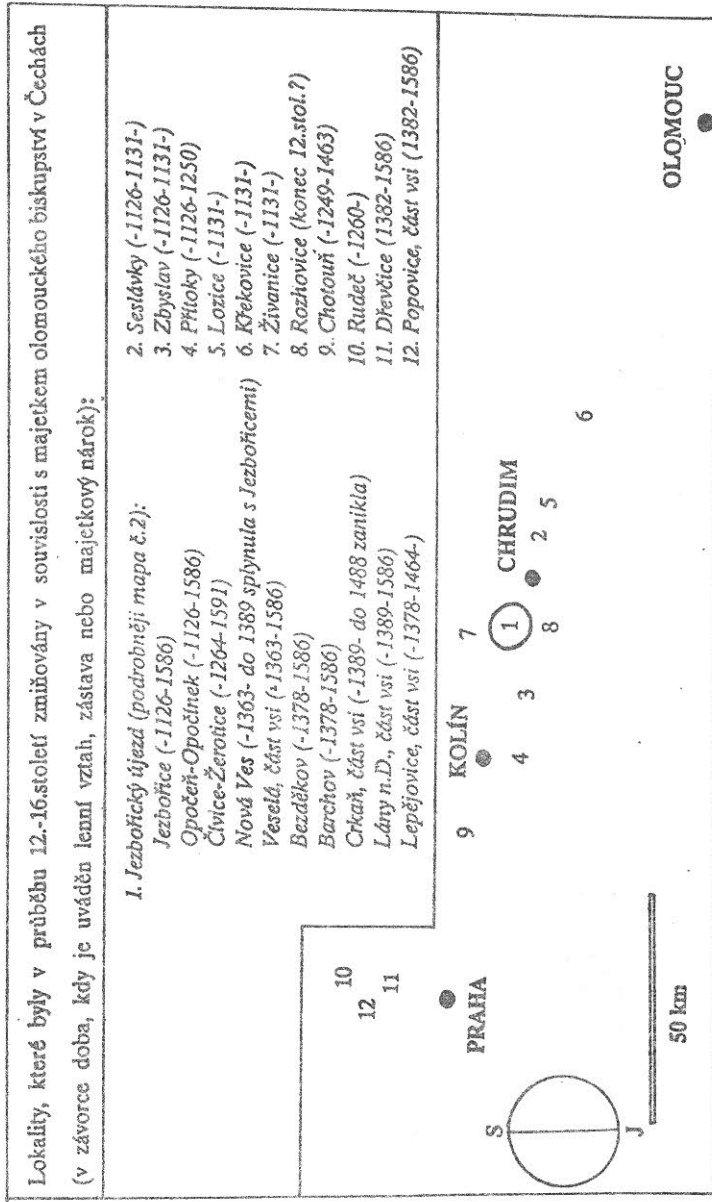 Lokality, které byly v průběhu 12.-16.století zmiňovány v souvislosti s majetkem olomouckého biskupství v Čechách
(v závorce doba, kdy je uváděn lenní vztah, zástava nebo majetkový nárok):
1. Jezbořický újezd (podrobněji mapa č.2):
Jezbořice (-1126-1586)
Opočeň-Opočínek (-1126-1586)
Čivice-Žerotice (-1264-1591)
Nová Ves (-1363- do 1389 splynula s Jezbořicemi)
Veselá, část vsi (-1363-1586)
Bezděkov (-1378-1586)
Barchov (-1378-1586)
Crkaň, část vsi (-1389- do 1488 zanikla)
Lány n.D., část vsi (-1389-1586)
Lepějovice, část vsi (-1378-1464-)
2. Seslávky (-1126-1131-)
3. Zbyslav (-1126-1131-)
4. Přítoky (-1126-1250)
5. Lozice (-1131-)
6. Křekovice (-1131-)
7. Živanice (-1131-)
8. Rozhovice (konec 12.stol.?)
9. Chotouň (-1249-1463)
10. Rudeč (-1260-)
11. Dřevčice (1382-1586)
12. Popovice, část vsi (1382-1586)
10
12
11
PRAHA
9
KOLÍN
4
3
7
1
8
CHRUDIM
2
5
6
OLOMOUC
S
J
50 km